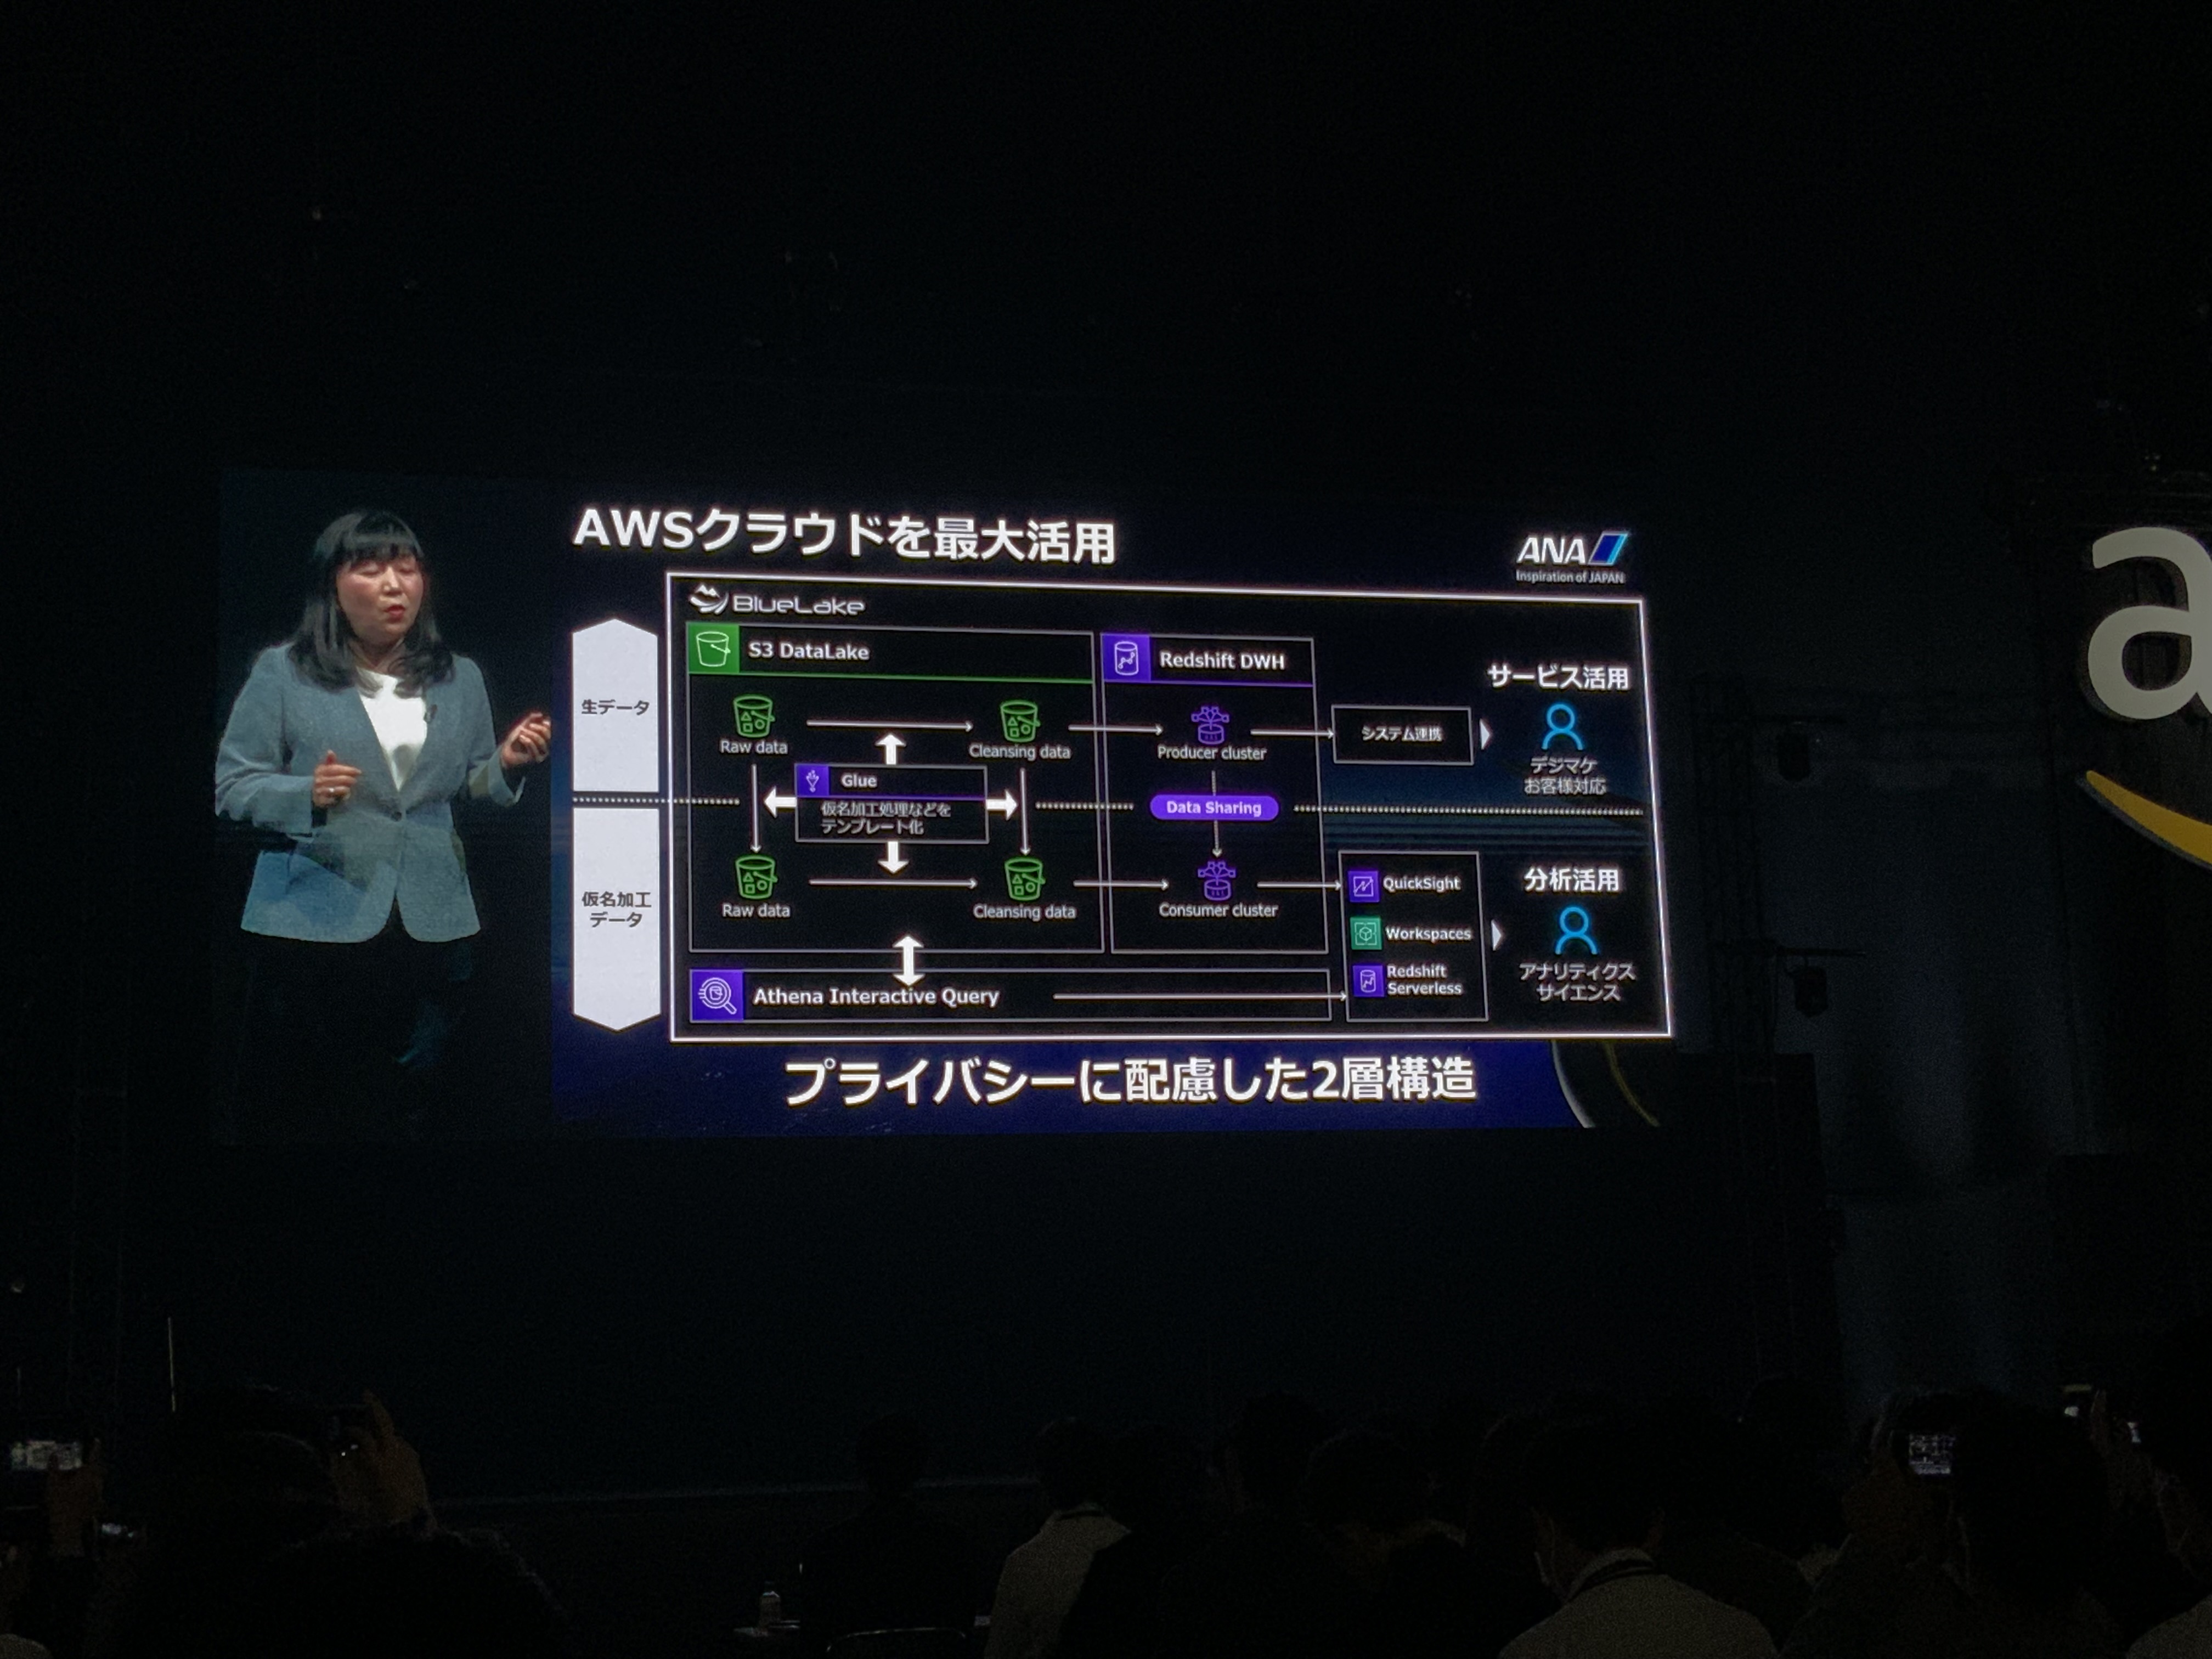 AWSクラウドを最大活用
ANA
Inspiration of JAPAN
BlueLake
S3 DataLake
Redshift DWH
サービス活用
生データ
Raw data
Cleansing data
Producer cluster
システム連携
デジマケ
お客様対応
Glue
仮名加工処理などを
テンプレート化
Data Sharing
仮名加工
データ
Raw data
Cleansing data
Consumer cluster
QuickSight
Workspaces
Redshift
Serverless
分析活用
アナリティクス
サイエンス
Athena Interactive Query
プライバシーに配慮した2層構造
a